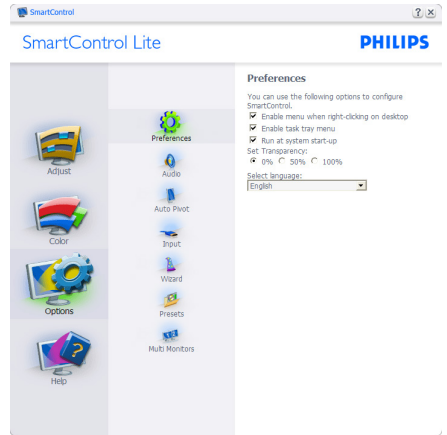 SmartControl
SmartControl Lite
PHILIPS
Adjust
Color
Options
Help
Preferences
Audio
Auto Pivot
Input
Wizard
Presets
Multi Monitors
Preferences
You can use the following options to configure
SmartControl.
Enable menu when right-clicking on desktop
Enable task tray menu
Run at system start-up
Set Transparency:
0% 50% 100%
Select language:
English